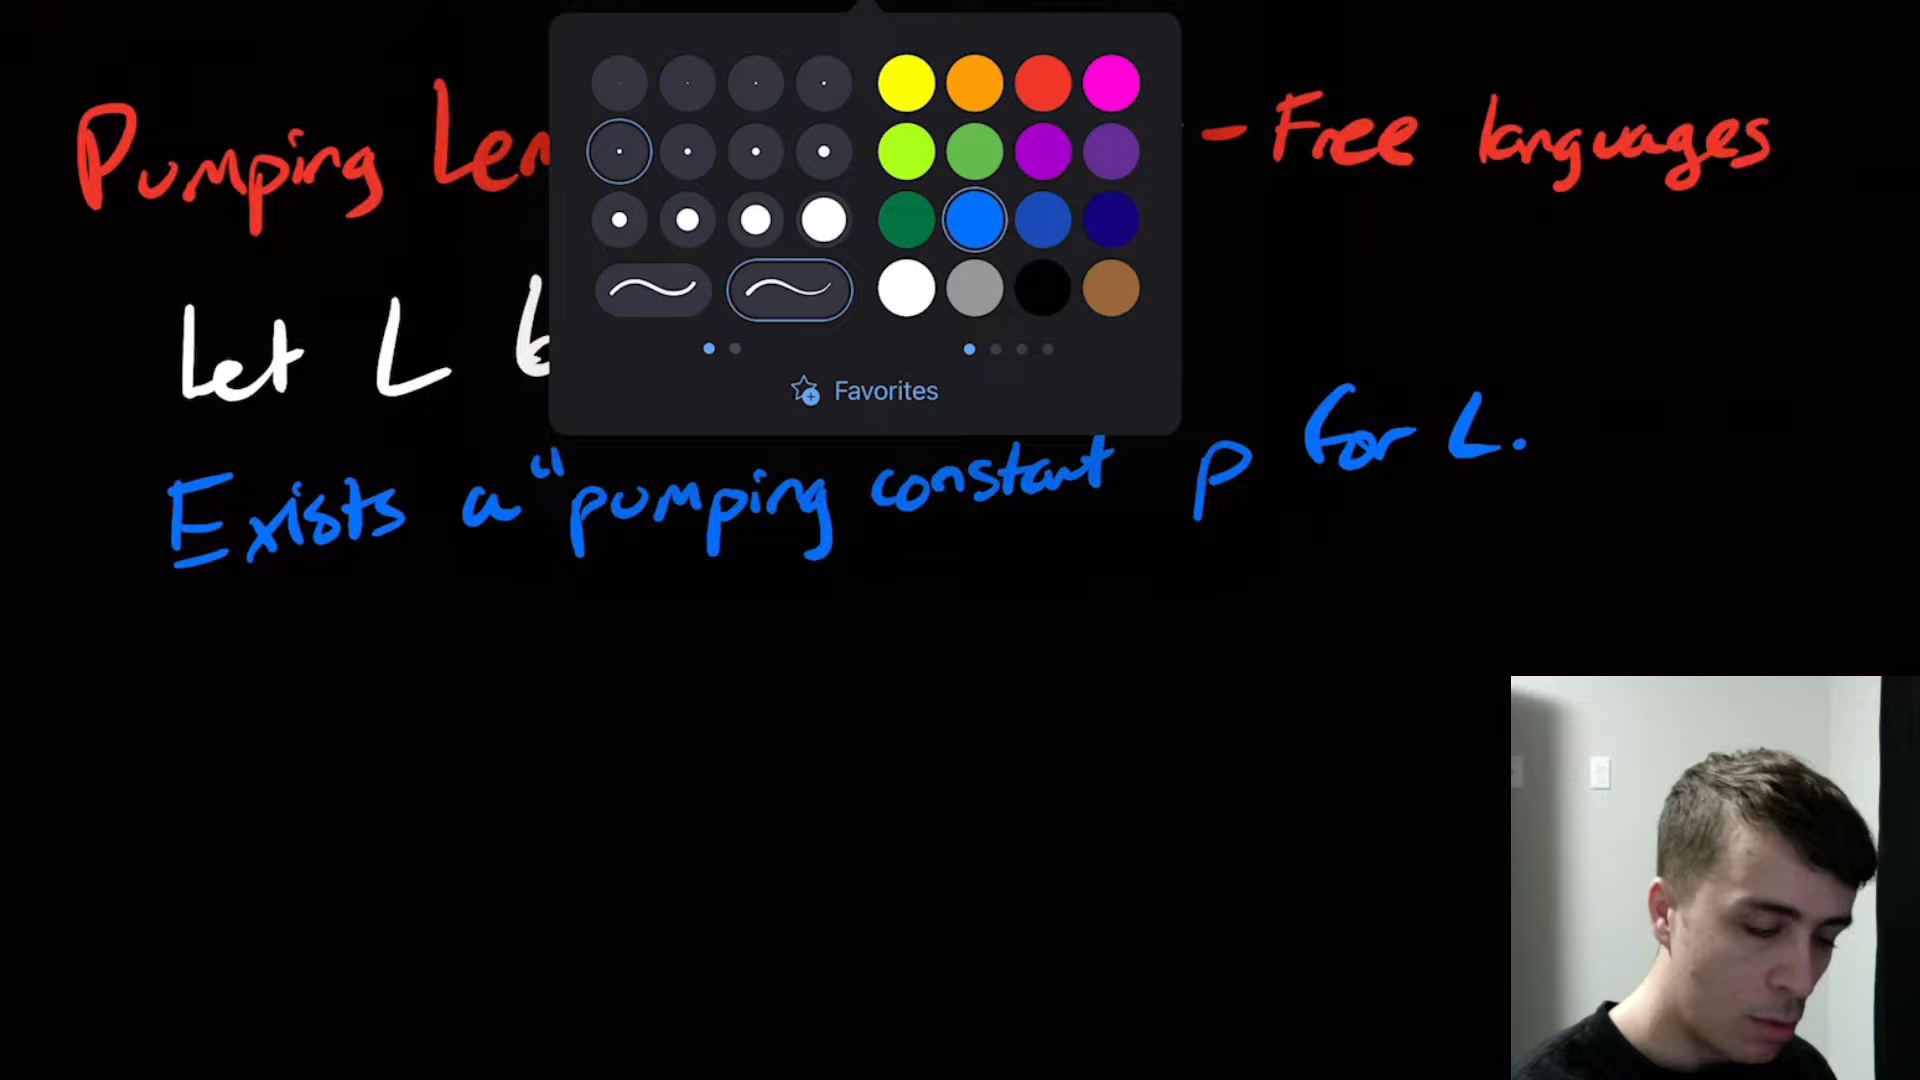 Pumping Lem - Free languages
Let L b
Favorites
Exists a "pumping constant p for L.